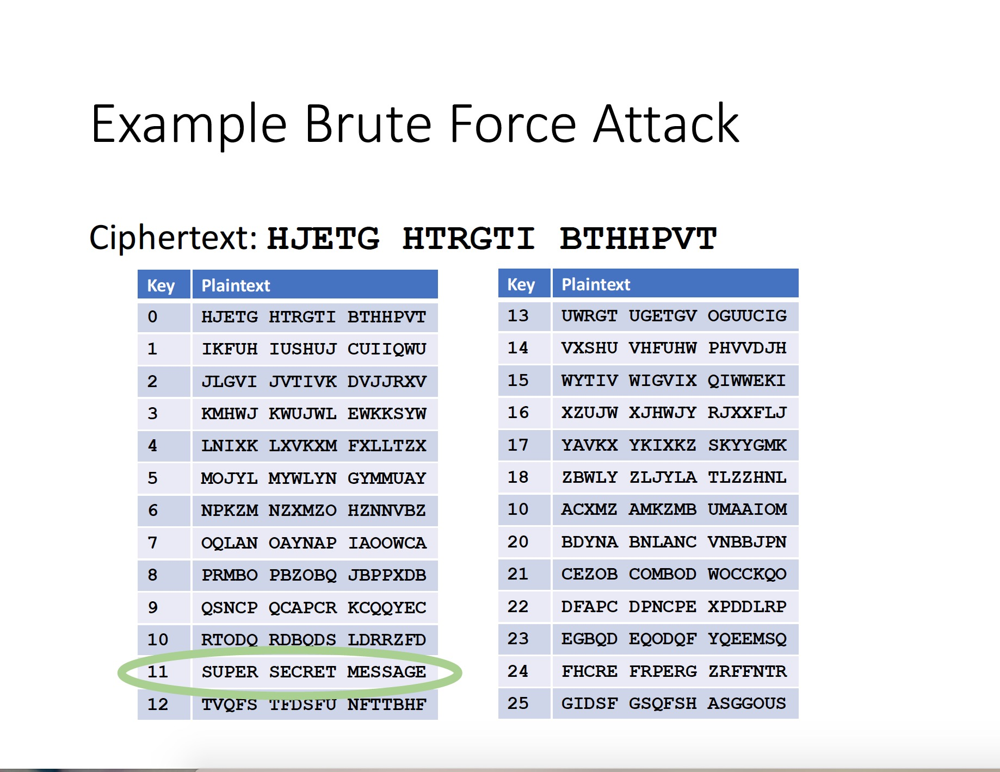 Example Brute Force Attack
Ciphertext: HJETG HTRGTI BTHHPVT
Key Plaintext
0 HJETG HTRGTI BTHHPVT
1 IKFUH IUSHUJ CUIIQWU
2 JLGVI JVTIVK DVJJRXV
3 KMHWJ KWUJWL EWKKSYW
4 LNIXK LXVKXM FXLLTZX
5 MOJYL MYWLYN GYMMUAY
6 NPKZM NZXMZO HZNNVBZ
7 OQLAN OAYNAP IAOOWCA
8 PRMBO PBZOBQ JBPPXDB
9 QSNCP QCAPCR KCQQYEC
10 RTODQ RDBQDS LDRRZFD
11 SUPER SECRET MESSAGE
12 TVQFS TFDSFU NFTTBHF
Key Plaintext
13 UWRGT UGETGV OGUUCIG
14 VXSHU VHFUHW PHVVDJH
15 WYTIV WIGVIX QIWWEKI
16 XZUJW XJHWJY RJXXFLJ
17 YAVKX YKIXKZ SKYYGMK
18 ZBWLY ZLJYLA TLZZHNL
10 ACXMZ AMKZMB UMAAIOM
20 BDYNA BNLANC VNBBJPN
21 CEZOB COMBOD WOCCKQO
22 DFAPC DPNCPE XPDDLRP
23 EGBQD EQODQF YQEEMSQ
24 FHCRE FRPERG ZRFFNTR
25 GIDSF GSQFSH ASGGOUS